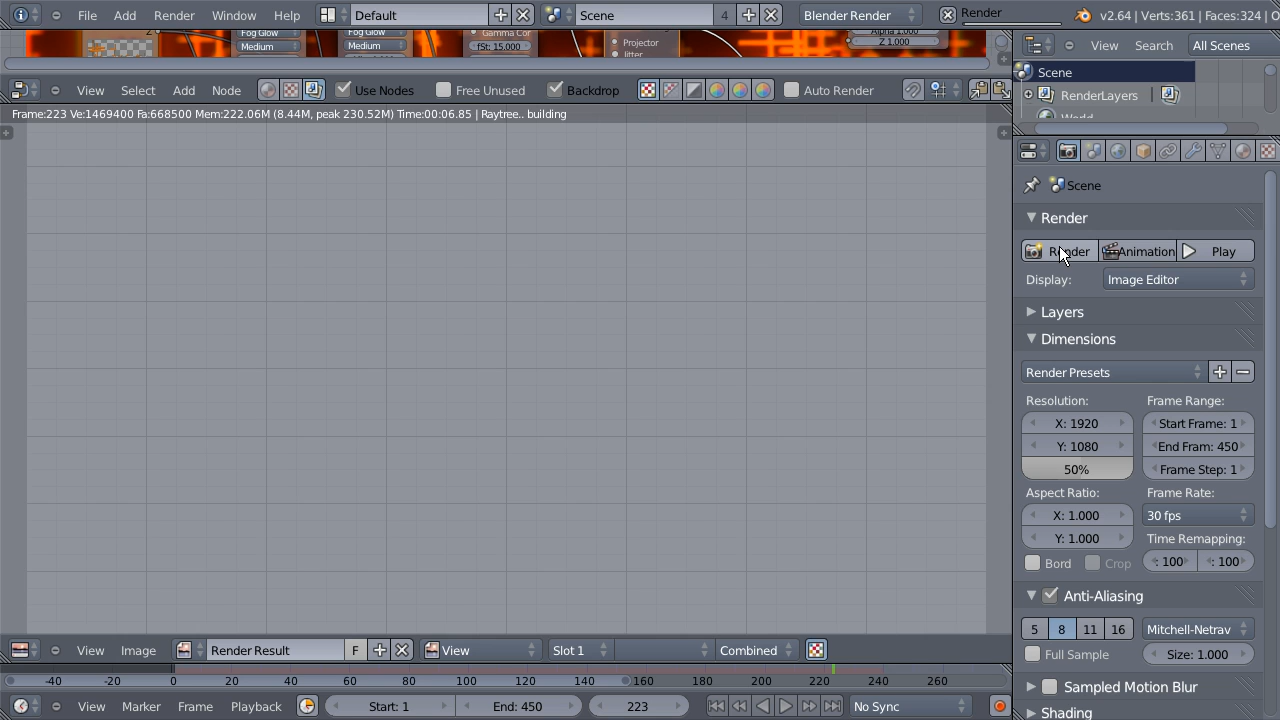 File Add Render Window Help Default Scene 4 Blender Render Render v2.64 | Verts:361 | Faces:324 | O
Fog Glow Fog Glow Gamma Cor
Medium Medium fSt: 15.000 Projector Z 1.000
View Search All Scenes
Scene
RenderLayers
World
View Select Add Node Use Nodes Free Unused Backdrop Auto Render
Frame:223 Ve:1469400 Fa:668500 Mem:222.06M (8.44M, peak 230.52M) Time:00:06.85 | Raytree.. building
Scene
Render
Render Animation Play
Display: Image Editor
Layers
Dimensions
Render Presets
Resolution: Frame Range:
X: 1920 Start Frame: 1
Y: 1080 End Fram: 450
50% Frame Step: 1
Aspect Ratio: Frame Rate:
X: 1.000 30 fps
Y: 1.000 Time Remapping:
Bord Crop : 100 : 100
Anti-Aliasing
5 8 11 16 Mitchell-Netrav
Full Sample Size: 1.000
Sampled Motion Blur
Shading
View Image Render Result F View Slot 1 Combined
-40 -20 0 20 40 60 80 100 120 140 160 180 200 220 240 260
View Marker Frame Playback Start: 1 End: 450 223 No Sync